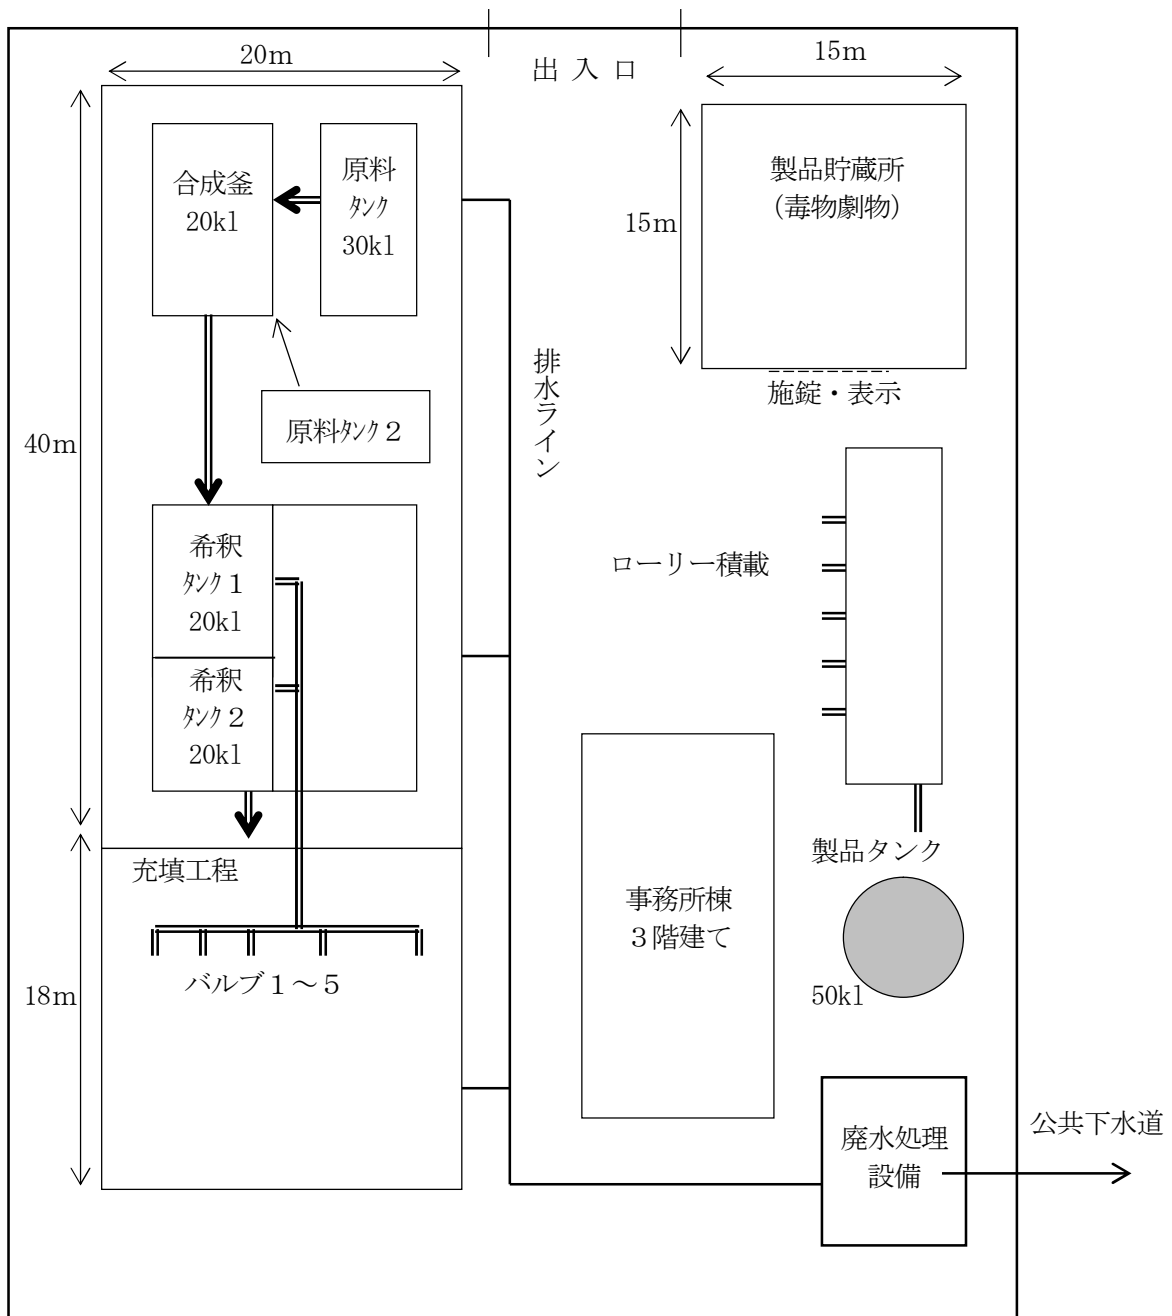 20m
出入口
15m
合成釜
20kl
原料
ﾀﾝｸ
30kl
製品貯蔵所
（毒物劇物）
15m
排水ライン
施錠・表示
原料ﾀﾝｸ２
40m
希釈
ﾀﾝｸ１
20kl
ローリー積載
希釈
ﾀﾝｸ２
20kl
充填工程
製品タンク
事務所棟
３階建て
バルブ１～５
50kl
18m
廃水処理
設備
公共下水道